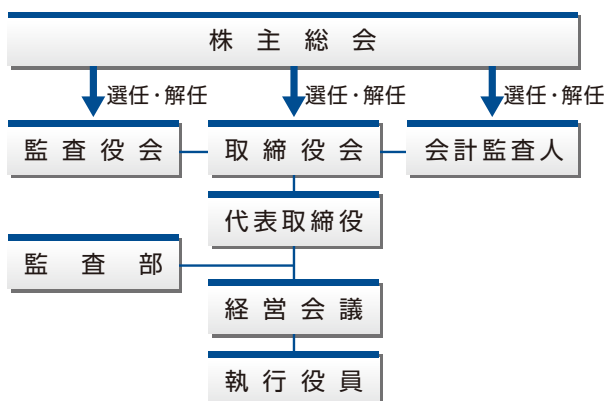 株主総会
選任・解任
選任・解任
選任・解任
監査役会
取締役会
会計監査人
代表取締役
監査部
経営会議
執行役員